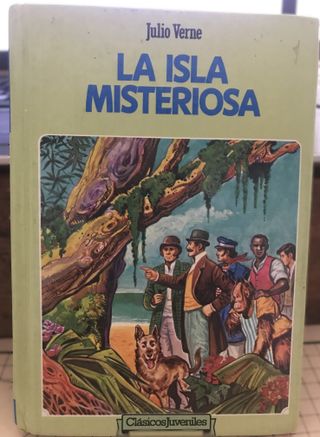 Julio Verne
LA ISLA
MISTERIOSA
Clásicos Juveniles